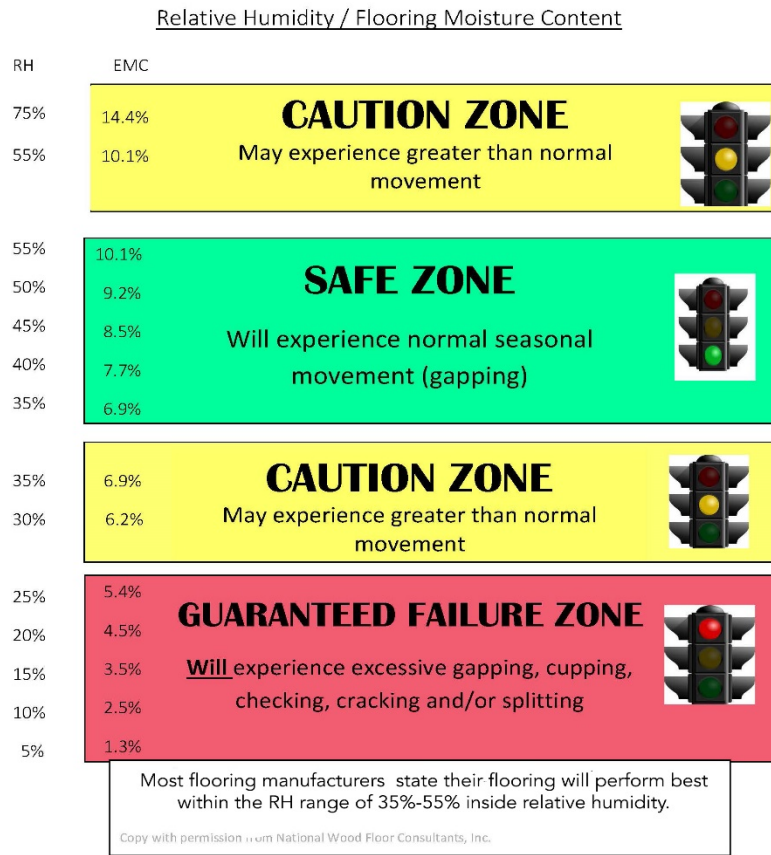 Relative Humidity / Flooring Moisture Content
RH EMC
75% 14.4% CAUTION ZONE
55% 10.1% May experience greater than normal
movement
55% 10.1%
50% 9.2% SAFE ZONE
45% 8.5% Will experience normal seasonal
40% 7.7% movement (gapping)
35% 6.9%
35% 6.9% CAUTION ZONE
30% 6.2% May experience greater than normal
movement
25% 5.4% GUARANTEED FAILURE ZONE
20% 4.5%
15% 3.5% Will experience excessive gapping, cupping,
10% 2.5% checking, cracking and/or splitting
5% 1.3%
Most flooring manufacturers state their flooring will perform best
within the RH range of 35%-55% inside relative humidity.
Copy with permission from National Wood Floor Consultants, Inc.